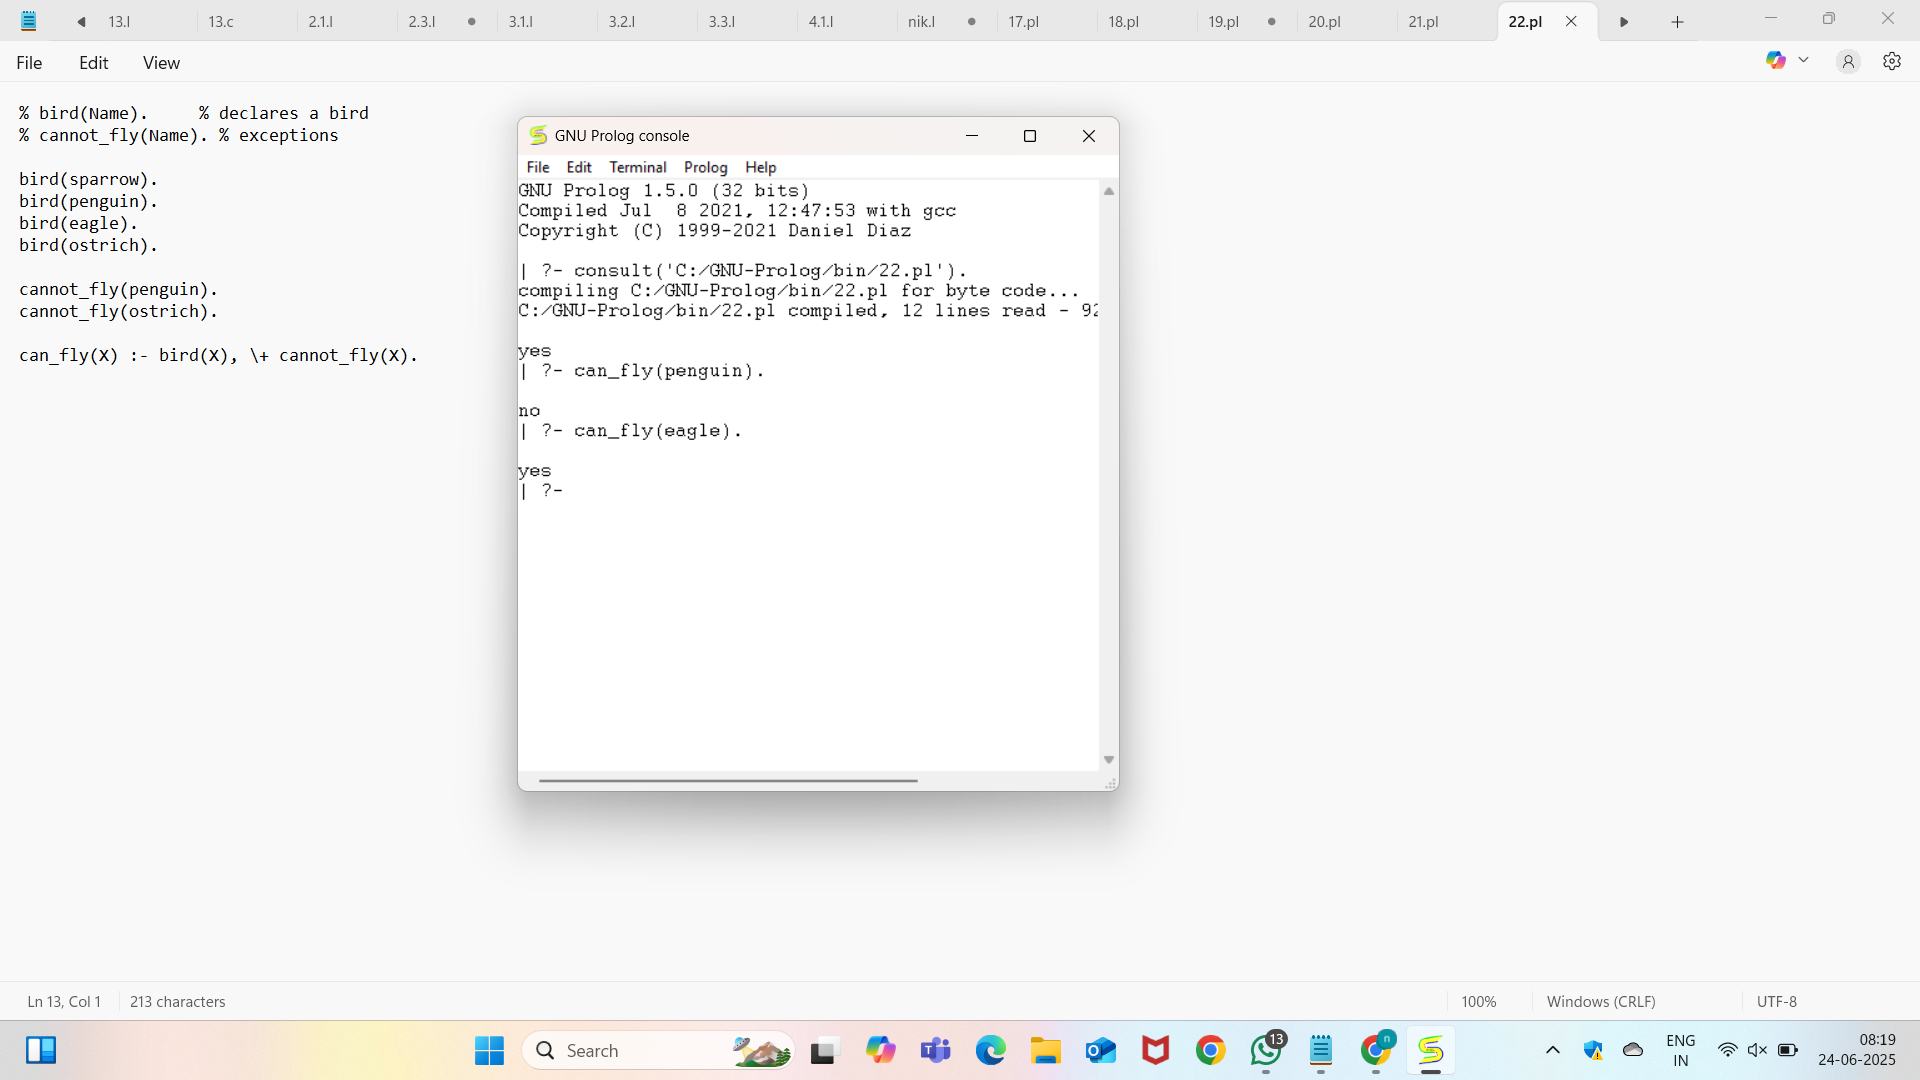 13.l 13.c 2.1.l 2.3.l 3.1.l 3.2.l 3.3.l 4.1.l nik.l 17.pl 18.pl 19.pl 20.pl 21.pl 22.pl
File Edit View
% bird(Name).     % declares a bird
% cannot_fly(Name). % exceptions
bird(sparrow).
bird(penguin).
bird(eagle).
bird(ostrich).
cannot_fly(penguin).
cannot_fly(ostrich).
can_fly(X) :- bird(X), \+ cannot_fly(X).
GNU Prolog console
File Edit Terminal Prolog Help
GNU Prolog 1.5.0 (32 bits)
Compiled Jul  8 2021, 12:47:53 with gcc
Copyright (C) 1999-2021 Daniel Diaz
| ?- consult('C:/GNU-Prolog/bin/22.pl').
compiling C:/GNU-Prolog/bin/22.pl for byte code...
C:/GNU-Prolog/bin/22.pl compiled, 12 lines read - 92
yes
| ?- can_fly(penguin).
no
| ?- can_fly(eagle).
yes
| ?-
Ln 13, Col 1 213 characters 100% Windows (CRLF) UTF-8
Search
13
n
ENG
IN
08:19
24-06-2025